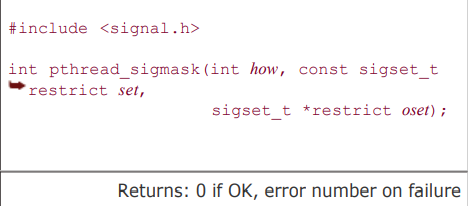 #include <signal.h>
int pthread_sigmask(int how, const sigset_t
restrict set,
sigset_t *restrict oset);
Returns: 0 if OK, error number on failure